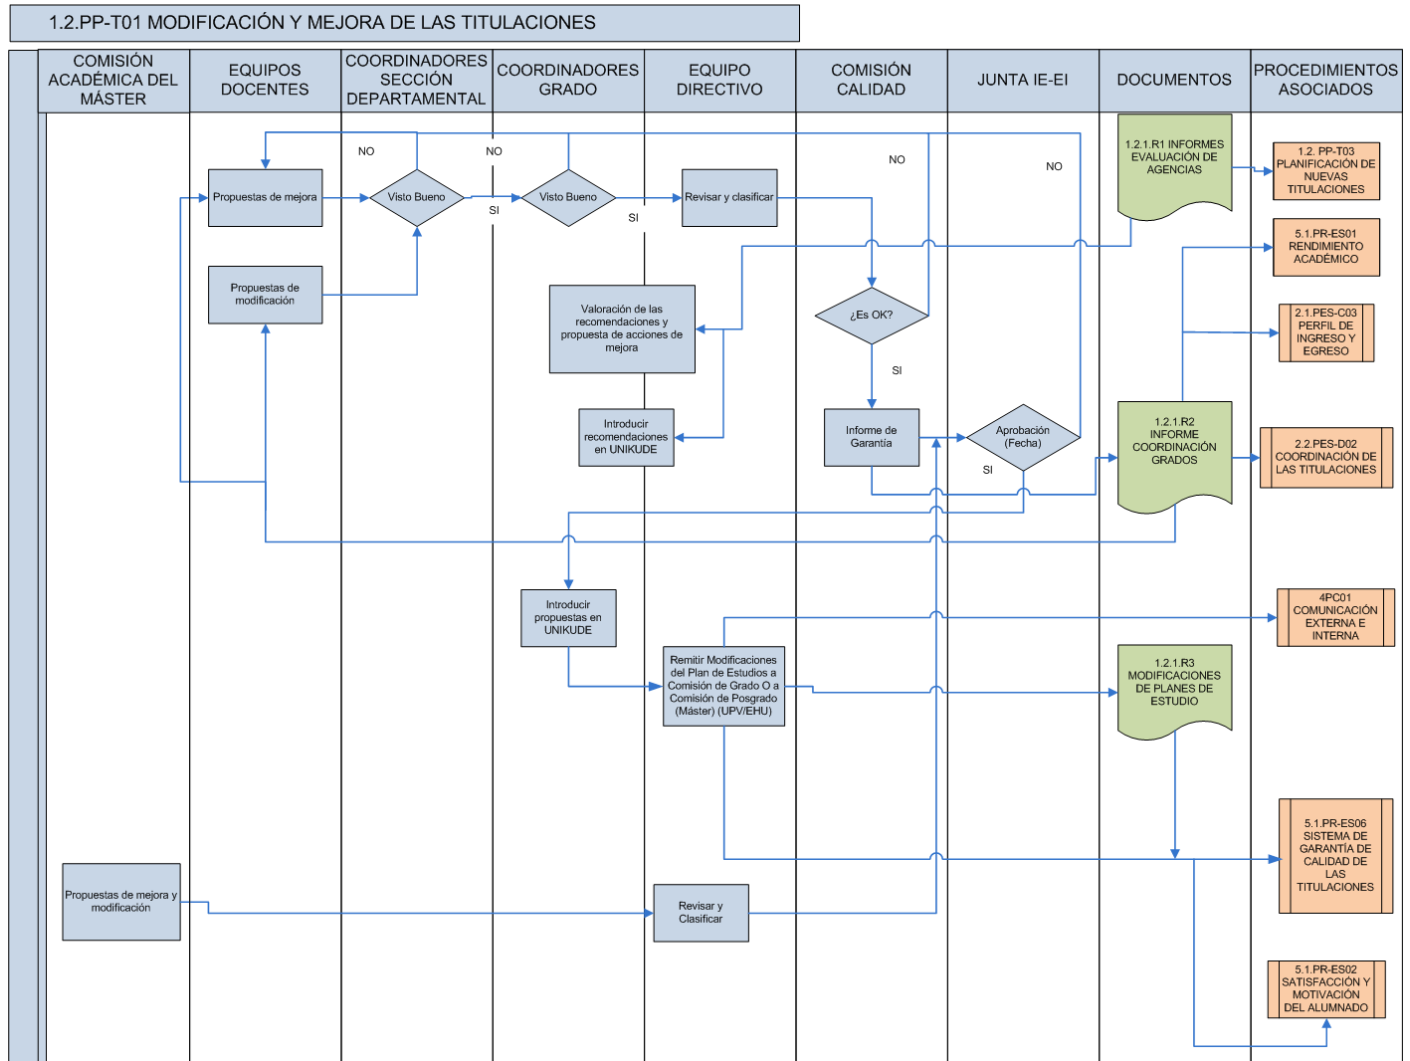 1.2.PP-T01 MODIFICACIÓN Y MEJORA DE LAS TITULACIONES
COMISIÓN
ACADÉMICA DEL
MÁSTER
EQUIPOS
DOCENTES
COORDINADORES
SECCIÓN
DEPARTAMENTAL
COORDINADORES
GRADO
EQUIPO
DIRECTIVO
COMISIÓN
CALIDAD
JUNTA IE-EI
DOCUMENTOS
PROCEDIMIENTOS
ASOCIADOS
NO
NO
NO
NO
Propuestas de mejora
Visto Bueno
SI
Visto Bueno
SI
Revisar y clasificar
1.2.1.R1 INFORMES
EVALUACIÓN DE
AGENCIAS
1.2. PP-T03
PLANIFICACIÓN DE
NUEVAS
TITULACIONES
5.1.PR-ES01
RENDIMIENTO
ACADÉMICO
Propuestas de
modificación
Valoración de las
recomendaciones y
propuesta de acciones de
mejora
¿Es OK?
SI
2.1.PES-C03
PERFIL DE
INGRESO Y
EGRESO
Introducir
recomendaciones
en UNIKUDE
Informe de
Garantía
Aprobación
(Fecha)
SI
1.2.1.R2
INFORME
COORDINACIÓN
GRADOS
2.2.PES-D02
COORDINACIÓN DE
LAS TITULACIONES
Introducir
propuestas en
UNIKUDE
4PC01
COMUNICACIÓN
EXTERNA E
INTERNA
Remitir Modificaciones
del Plan de Estudios a
Comisión de Grado O a
Comisión de Posgrado
(Máster) (UPV/EHU)
1.2.1.R3
MODIFICACIONES
DE PLANES DE
ESTUDIO
5.1.PR-ES06
SISTEMA DE
GARANTÍA DE
CALIDAD DE
LAS
TITULACIONES
Propuestas de mejora y
modificación
Revisar y
Clasificar
5.1.PR-ES02
SATISFACCIÓN Y
MOTIVACIÓN
DEL ALUMNADO